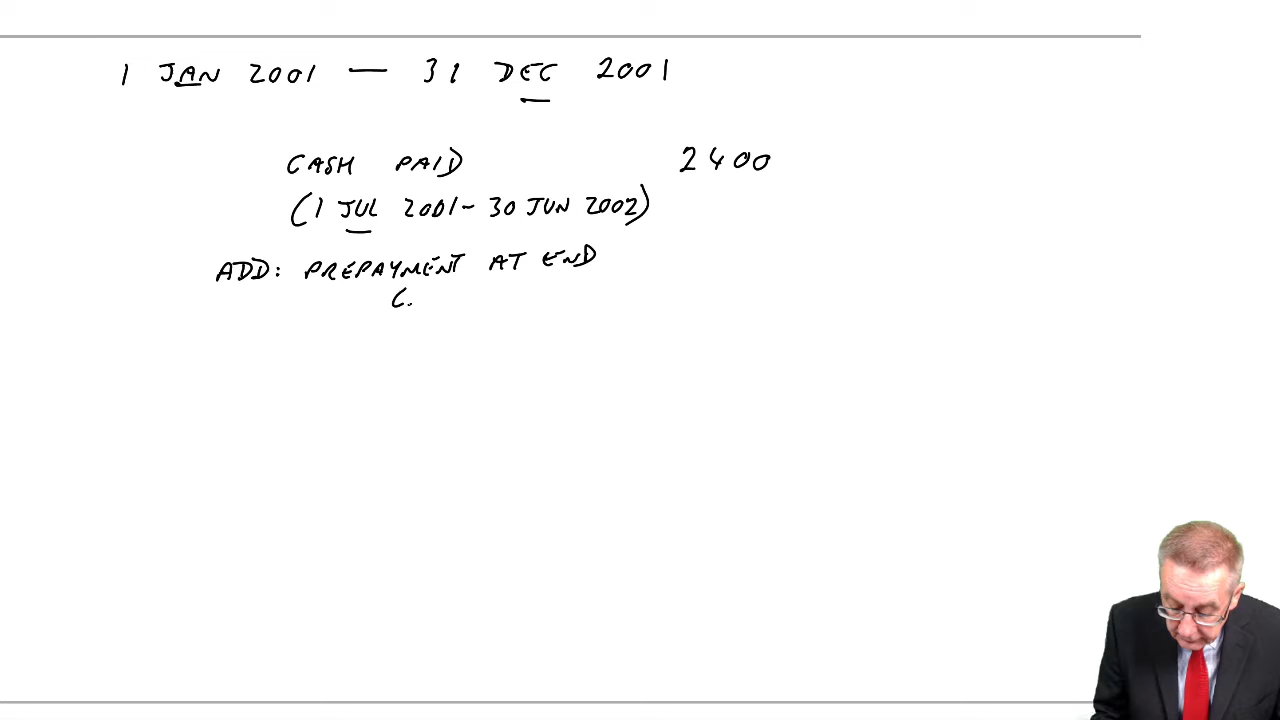 1 JAN 2001 — 31 DEC 2001
CASH PAID 2400
(1 JUL 2001 - 30 JUN 2002)
ADD: PREPAYMENT AT END
(.